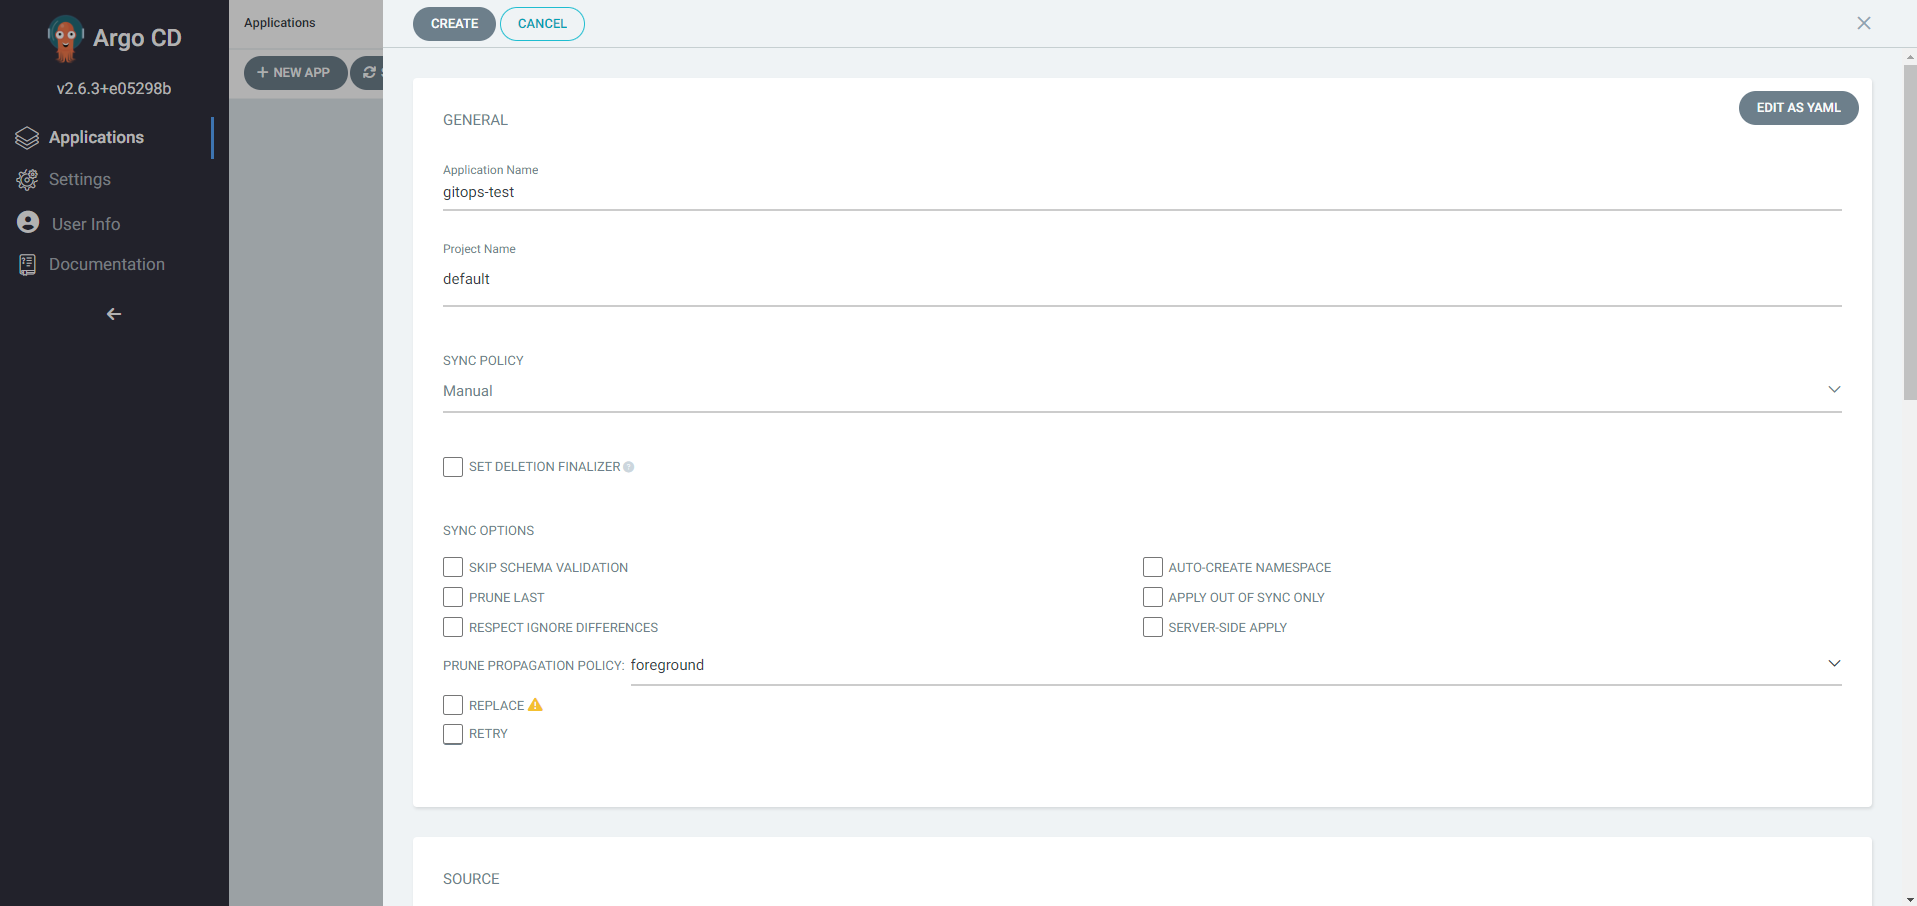 Argo CD
v2.6.3+e05298b
Applications
Settings
User Info
Documentation
Applications
NEW APP
CREATE
CANCEL
EDIT AS YAML
GENERAL
Application Name
gitops-test
Project Name
default
SYNC POLICY
Manual
SET DELETION FINALIZER
SYNC OPTIONS
SKIP SCHEMA VALIDATION
AUTO-CREATE NAMESPACE
PRUNE LAST
APPLY OUT OF SYNC ONLY
RESPECT IGNORE DIFFERENCES
SERVER-SIDE APPLY
PRUNE PROPAGATION POLICY: foreground
REPLACE
RETRY
SOURCE